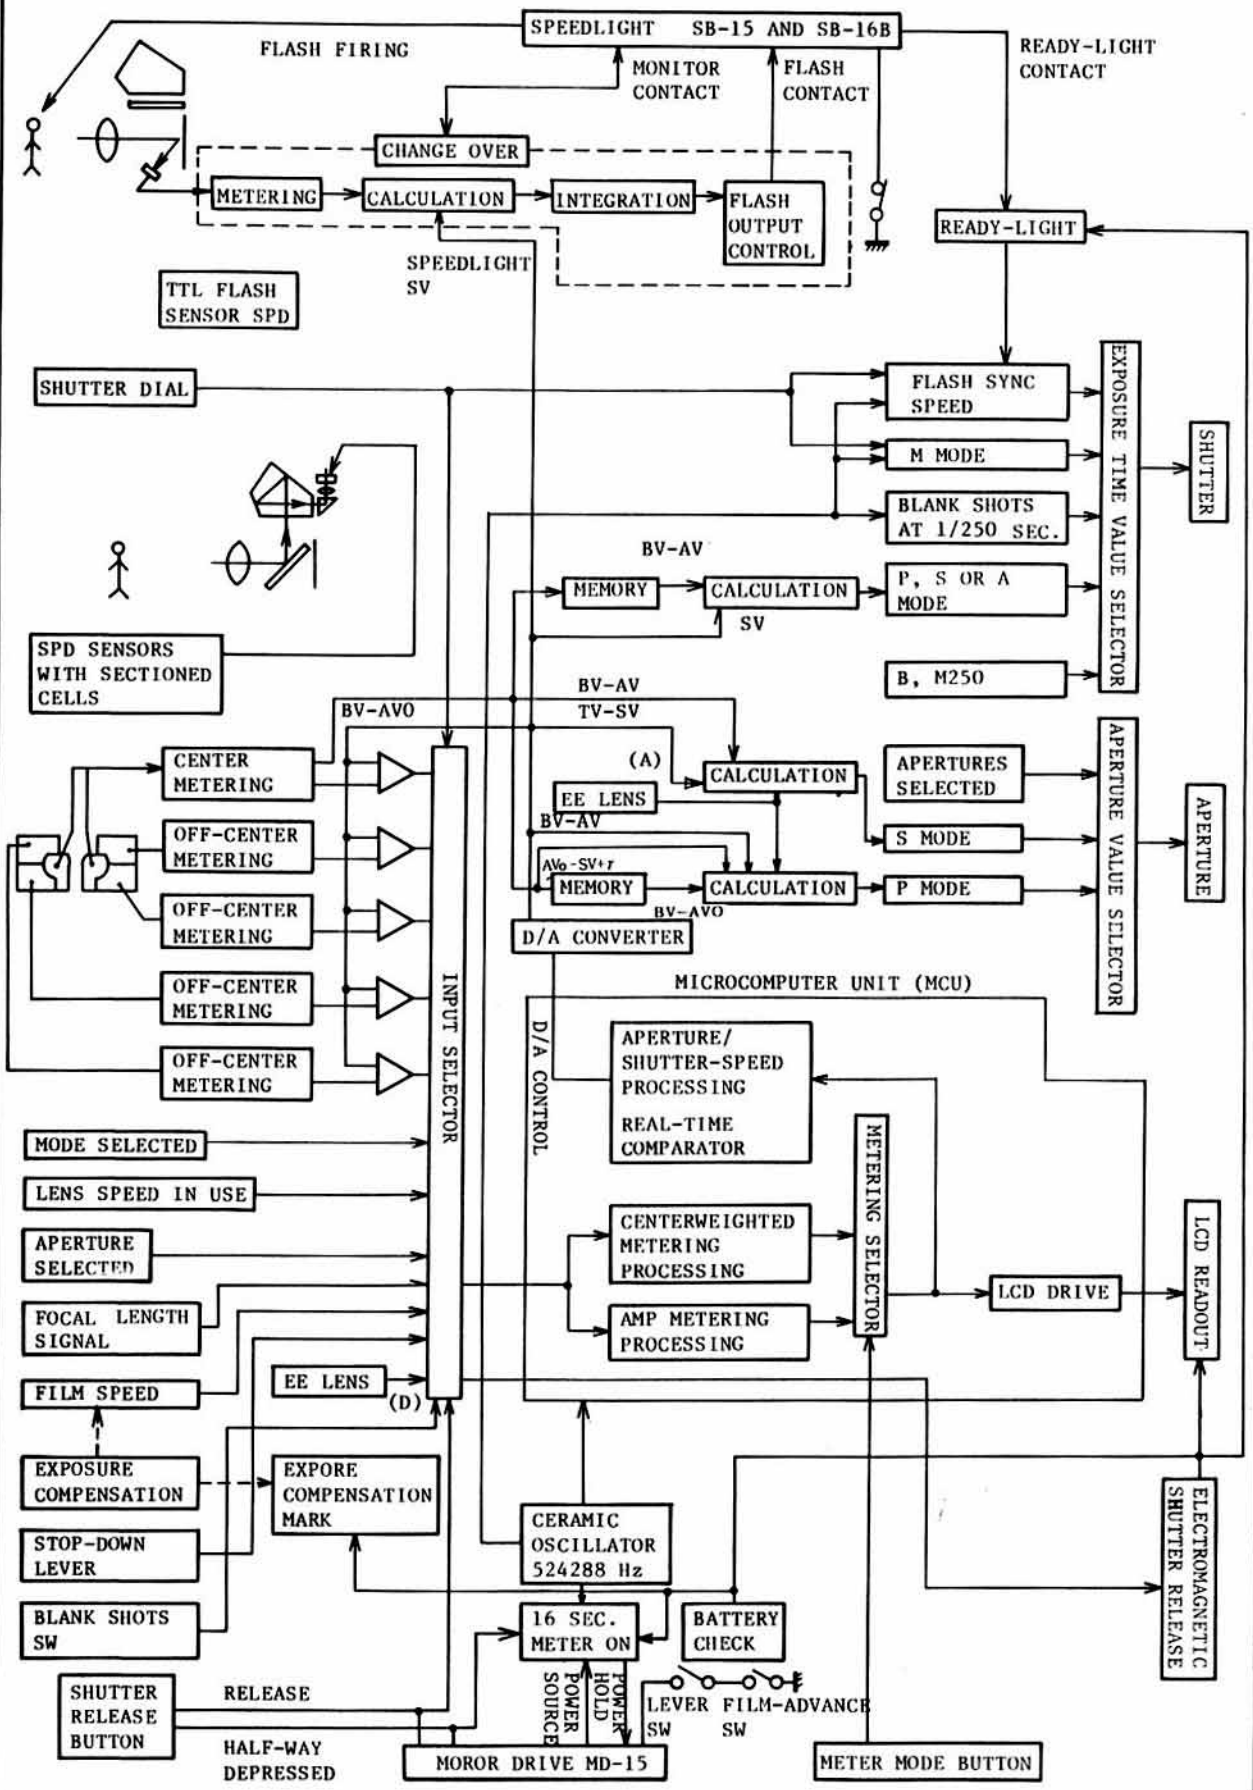 SPEEDLIGHT SB-15 AND SB-16B
FLASH FIRING
MONITOR
CONTACT
FLASH
CONTACT
READY-LIGHT
CONTACT
CHANGE OVER
METERING
CALCULATION
INTEGRATION
FLASH
OUTPUT
CONTROL
READY-LIGHT
SPEEDLIGHT
SV
TTL FLASH
SENSOR SPD
SHUTTER DIAL
FLASH SYNC
SPEED
M MODE
BLANK SHOTS
AT 1/250 SEC.
P, S OR A
MODE
B, M250
EXPOSURE TIME VALUE SELECTOR
SHUTTER
BV-AV
MEMORY
CALCULATION
SV
SPD SENSORS
WITH SECTIONED
CELLS
BV-AV
BV-AVO
TV-SV
(A)
CENTER
METERING
CALCULATION
EE LENS
BV-AV
APERTURES
SELECTED
S MODE
P MODE
APERTURE VALUE SELECTOR
APERTURE
OFF-CENTER
METERING
OFF-CENTER
METERING
OFF-CENTER
METERING
OFF-CENTER
METERING
AVo-SV+r
MEMORY
CALCULATION
BV-AVO
D/A CONVERTER
INPUT SELECTOR
D/A CONTROL
MICROCOMPUTER UNIT (MCU)
APERTURE/
SHUTTER-SPEED
PROCESSING
REAL-TIME
COMPARATOR
CENTERWEIGHTED
METERING
PROCESSING
AMP METERING
PROCESSING
METERING SELECTOR
LCD DRIVE
LCD READOUT
MODE SELECTED
LENS SPEED IN USE
APERTURE
SELECTED
FOCAL LENGTH
SIGNAL
FILM SPEED
EE LENS
(D)
EXPOSURE
COMPENSATION
EXPORE
COMPENSATION
MARK
STOP-DOWN
LEVER
BLANK SHOTS
SW
CERAMIC
OSCILLATOR
524288 Hz
16 SEC.
METER ON
BATTERY
CHECK
ELECTROMAGNETIC
SHUTTER RELEASE
SHUTTER
RELEASE
BUTTON
RELEASE
HALF-WAY
DEPRESSED
POWER
SOURCE
POWER
HOLD
LEVER
SW
FILM-ADVANCE
SW
MOROR DRIVE MD-15
METER MODE BUTTON